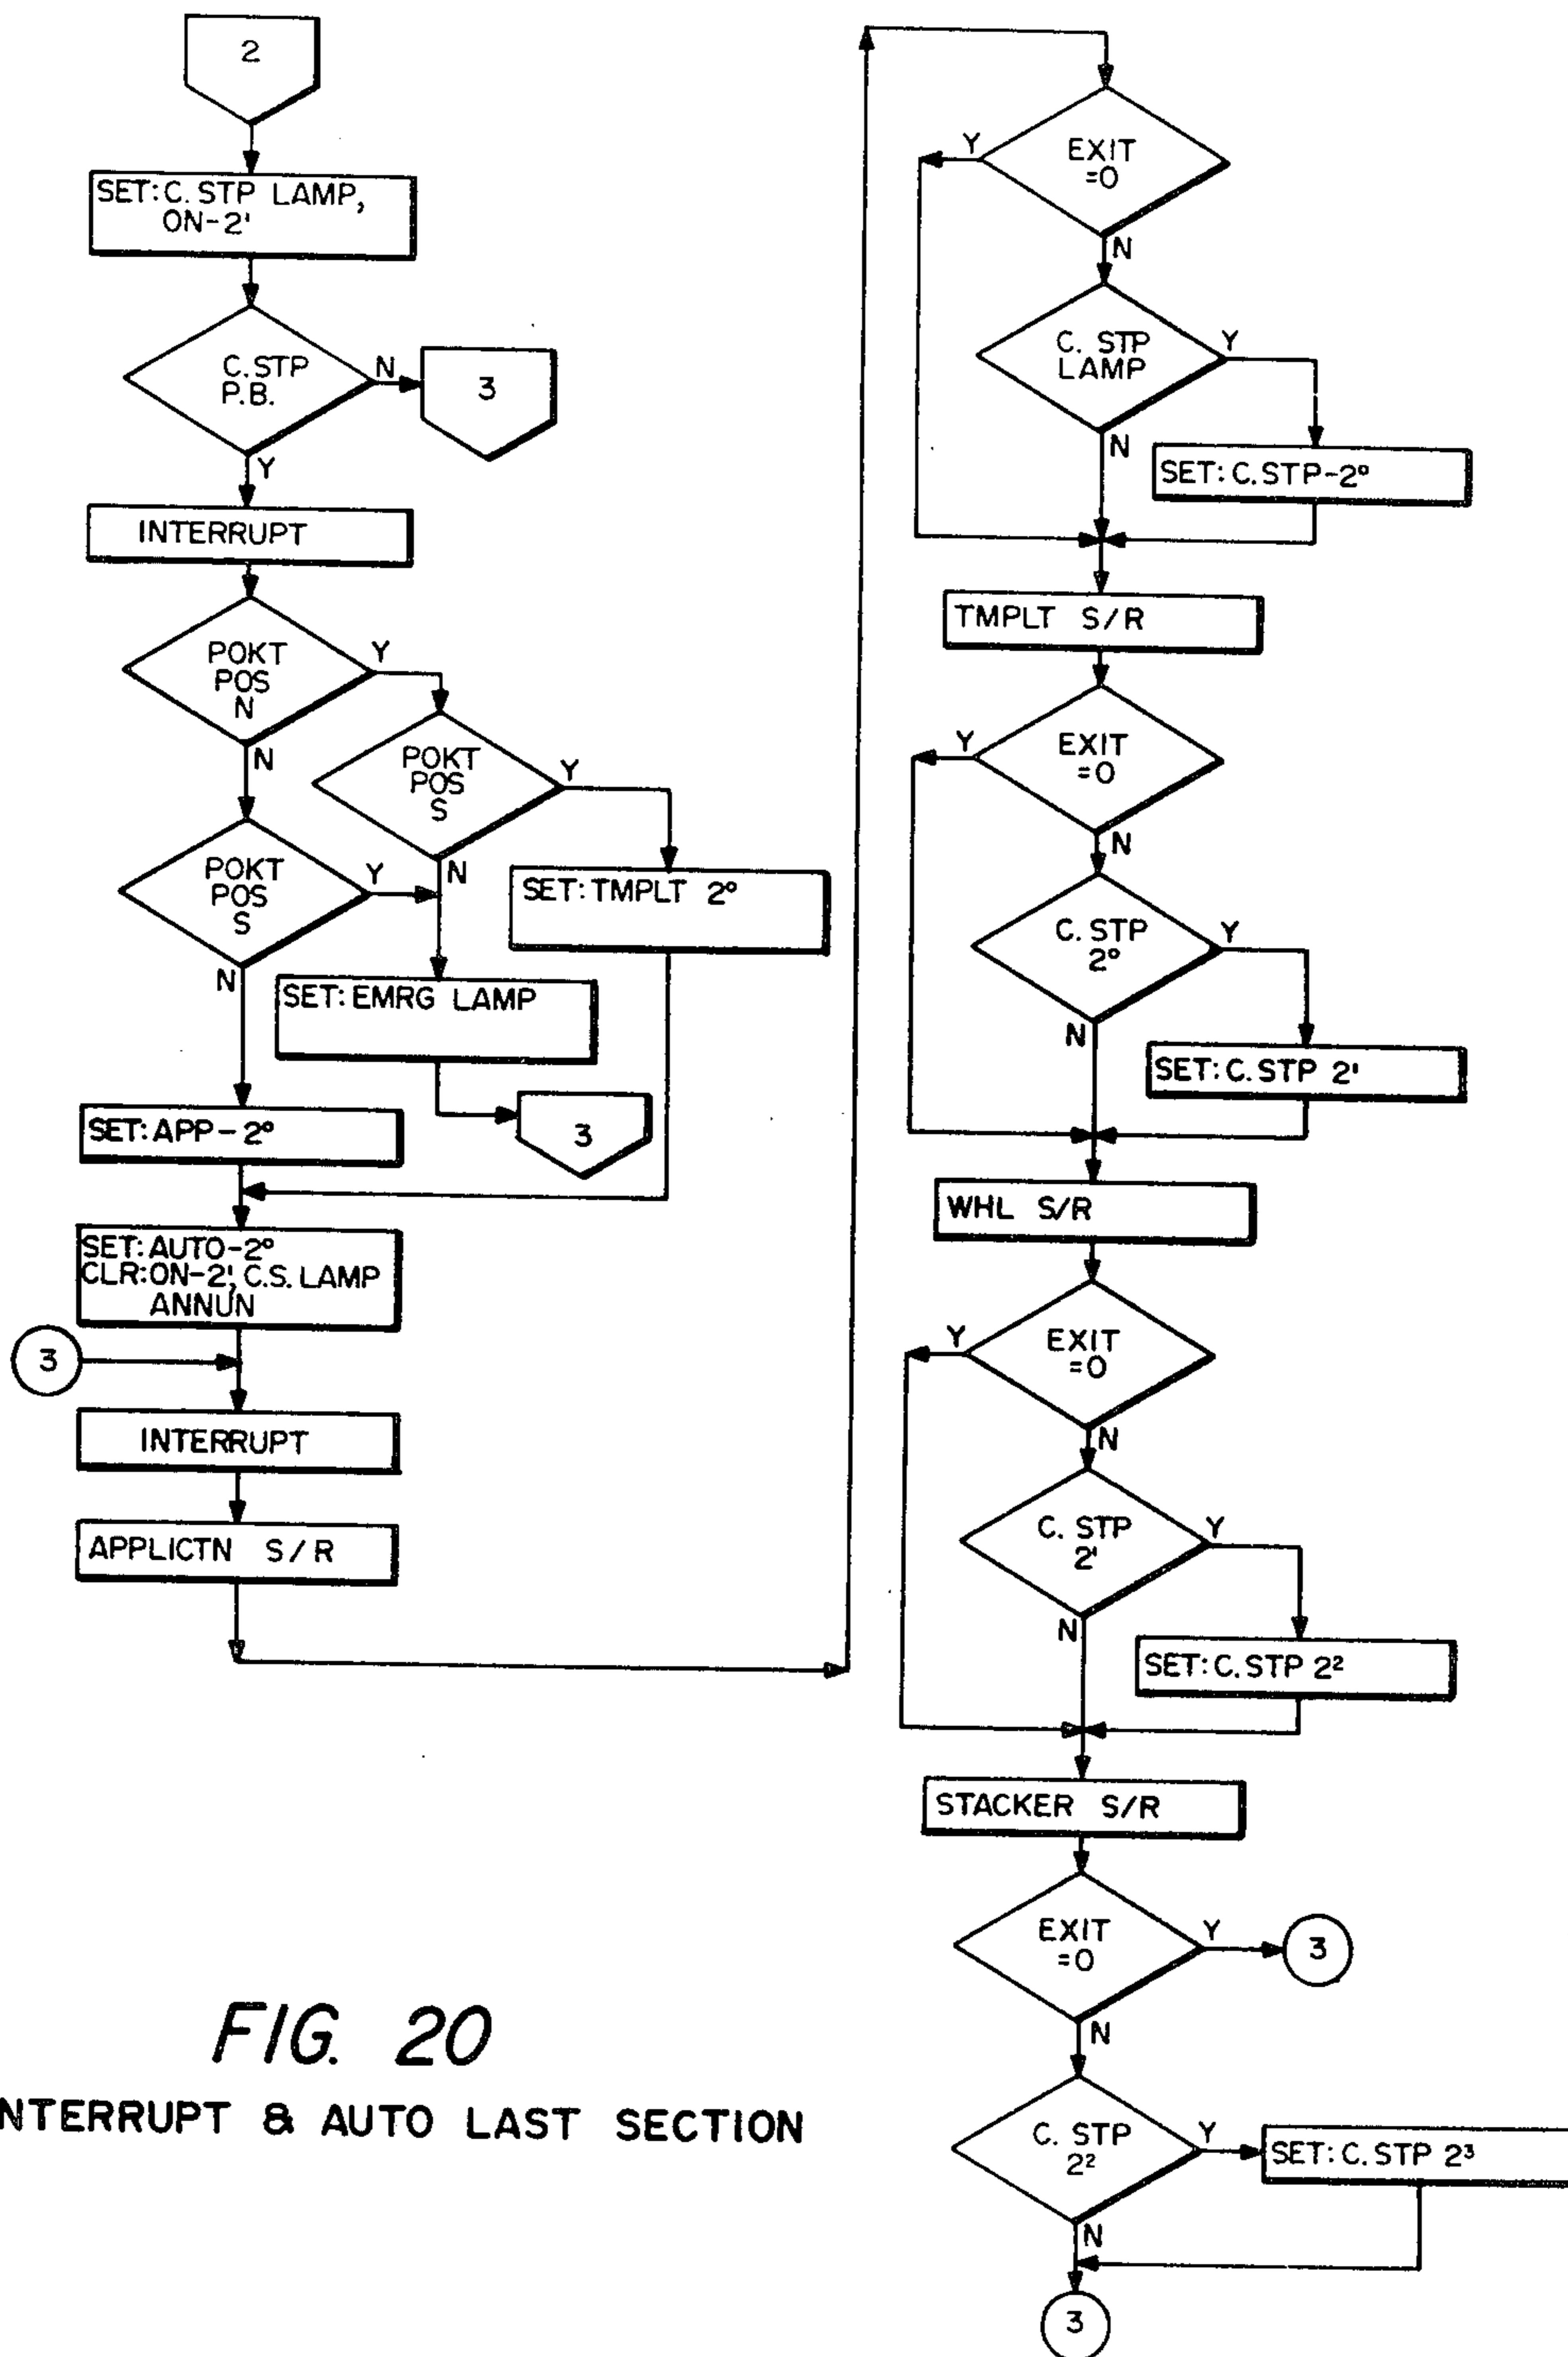 2
SET: C. STP LAMP,
ON-2'
C. STP
P.B.
N
3
Y
INTERRUPT
POKT
POS
N
Y
N
POKT
POS
S
Y
N
POKT
POS
S
Y
N
SET: TMPLT 2°
SET: EMRG LAMP
3
SET: APP-2°
SET: AUTO-2°
CLR: ON-2', C.S. LAMP
ANNUN
3
INTERRUPT
APPLICTN S/R
EXIT
=0
Y
N
C. STP
LAMP
Y
N
SET: C. STP-2°
TMPLT S/R
EXIT
=0
Y
N
C. STP
2°
Y
N
SET: C. STP 2'
WHL S/R
EXIT
=0
Y
N
C. STP
2'
Y
N
SET: C. STP 2²
STACKER S/R
EXIT
=0
Y
3
N
C. STP
2²
Y
SET: C. STP 2³
N
3
FIG. 20
NTERRUPT & AUTO LAST SECTION